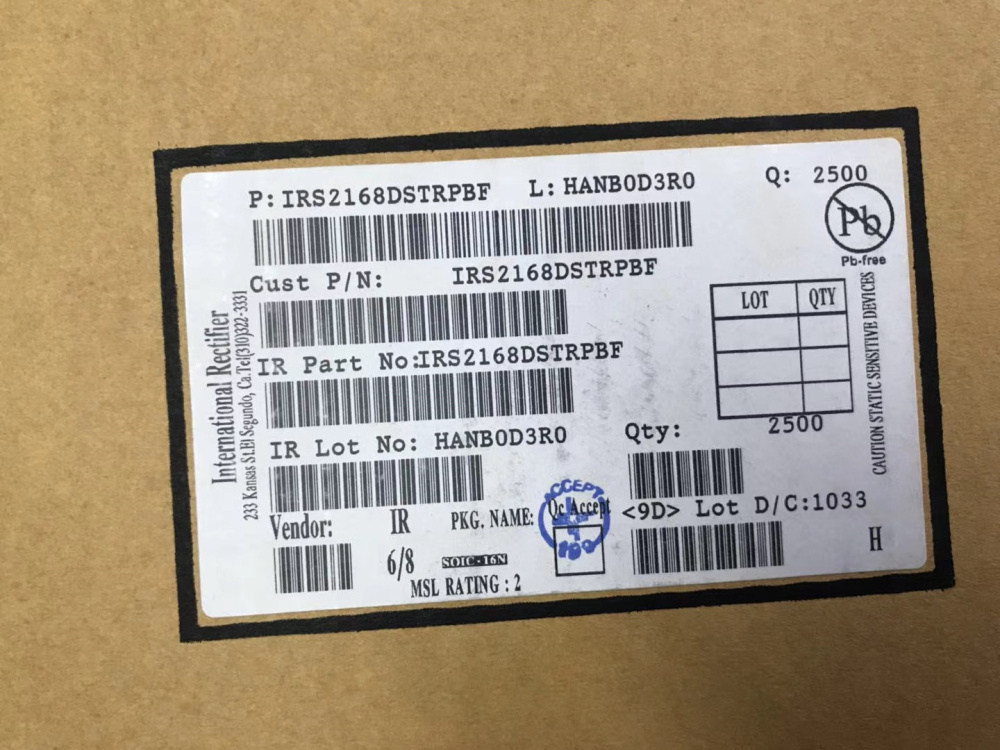 P: IRS2168DSTRPBF L: HANB0D3R0 Q: 2500
Pb
Pb-free
Cust P/N: IRS2168DSTRPBF
IR Part No:IRS2168DSTRPBF
LOT QTY
IR Lot No: HANB0D3R0 Qty: 2500
<9D> Lot D/C:1033
Vendor: IR PKG. NAME: Qc Accept
ACCEPT
6/8 SOIC-16N H
MSL RATING : 2
International Rectifier
233 Kansas St.El Segundo, Ca.Tel(310)322-3331
CAUTION STATIC SENSITIVE DEVICES